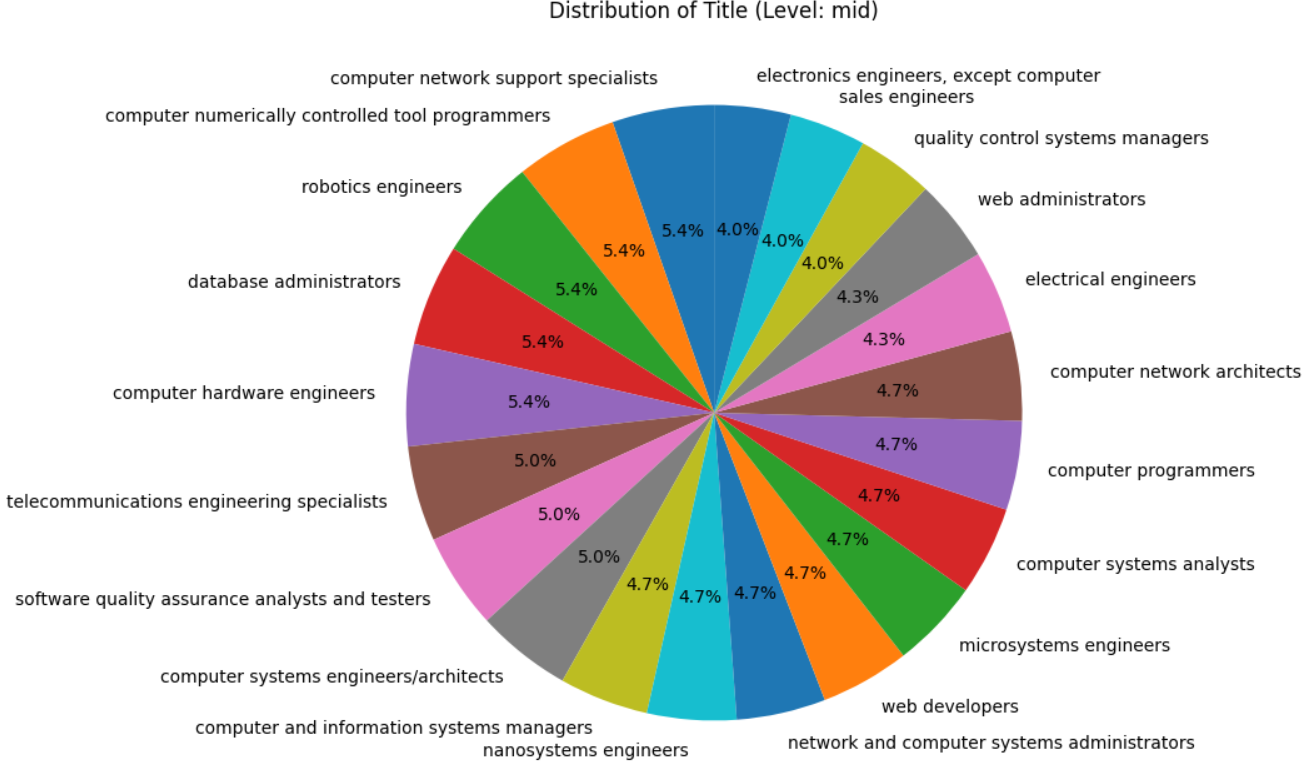 Distribution of Title (Level: mid)
computer network support specialists
computer numerically controlled tool programmers
robotics engineers
database administrators
computer hardware engineers
telecommunications engineering specialists
software quality assurance analysts and testers
computer systems engineers/architects
computer and information systems managers
nanosystems engineers
network and computer systems administrators
web developers
microsystems engineers
computer systems analysts
computer programmers
computer network architects
electrical engineers
web administrators
quality control systems managers
sales engineers
electronics engineers, except computer
5.4%
5.4%
5.4%
5.4%
5.4%
5.0%
5.0%
5.0%
4.7%
4.7%
4.7%
4.7%
4.7%
4.7%
4.7%
4.7%
4.3%
4.3%
4.0%
4.0%
4.0%